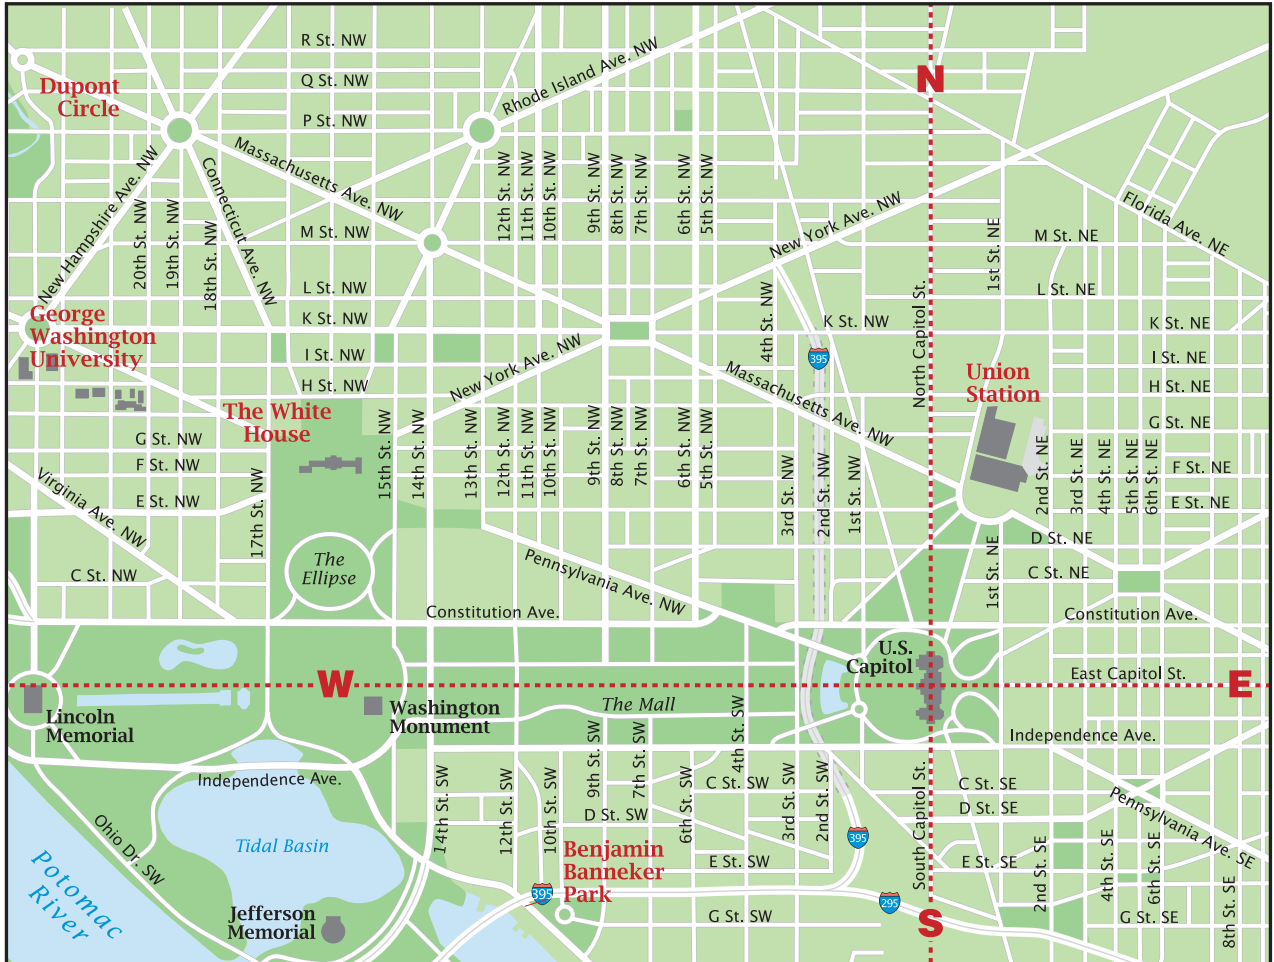 R St. NW
Q St. NW
P St. NW
Rhode Island Ave. NW
N
Dupont
Circle
Massachusetts Ave. NW
New Hampshire Ave. NW
Connecticut Ave. NW
20th St. NW
19th St. NW
18th St. NW
12th St. NW
11th St. NW
10th St. NW
9th St. NW
8th St. NW
7th St. NW
6th St. NW
5th St. NW
New York Ave. NW
Florida Ave. NE
M St. NW
1st St. NE
M St. NE
L St. NW
L St. NE
4th St. NW
North Capitol St.
George
Washington
University
K St. NW
K St. NW
K St. NE
I St. NW
New York Ave. NW
395
I St. NE
H St. NW
Massachusetts Ave. NW
Union
Station
H St. NE
The White
House
G St. NE
G St. NW
F St. NW
E St. NW
Virginia Ave. NW
17th St. NW
15th St. NW
14th St. NW
13th St. NW
12th St. NW
11th St. NW
10th St. NW
9th St. NW
8th St. NW
7th St. NW
6th St. NW
5th St. NW
3rd St. NW
2nd St. NW
1st St. NW
2nd St. NE
3rd St. NE
4th St. NE
5th St. NE
6th St. NE
F St. NE
E St. NE
D St. NE
C St. NW
The
Ellipse
Pennsylvania Ave. NW
1st St. NE
C St. NE
Constitution Ave.
Constitution Ave.
U.S.
Capitol
East Capitol St.
W
E
Lincoln
Memorial
Washington
Monument
The Mall
Independence Ave.
Independence Ave.
14th St. SW
12th St. SW
10th St. SW
9th St. SW
7th St. SW
6th St. SW
4th St. SW
3rd St. SW
2nd St. SW
C St. SW
D St. SW
E St. SW
G St. SW
South Capitol St.
C St. SE
D St. SE
E St. SE
Pennsylvania Ave. SE
2nd St. SE
4th St. SE
6th St. SE
8th St. SE
G St. SE
Ohio Dr. SW
Tidal Basin
Potomac
River
Jefferson
Memorial
Benjamin
Banneker
Park
395
395
295
S